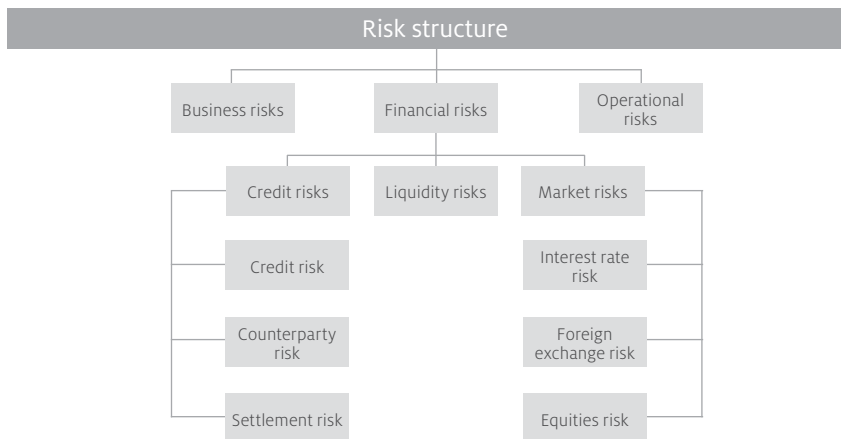 Risk structure
Business risks
Financial risks
Operational
risks
Credit risks
Liquidity risks
Market risks
Credit risk
Interest rate
risk
Counterparty
risk
Foreign
exchange risk
Settlement risk
Equities risk